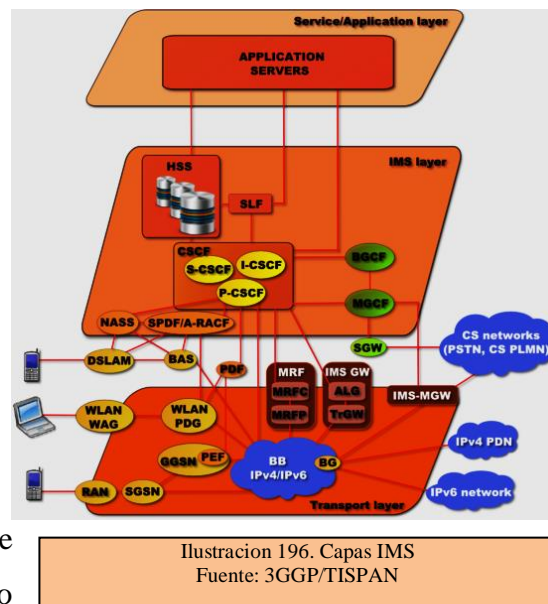 Service/Application layer
APPLICATION
SERVERS
IMS layer
HSS
SLF
CSCF
S-CSCF
I-CSCF
P-CSCF
BGCF
MGCF
NASS
SPDF/A-RACF
SGW
CS networks
(PSTN, CS PLMN)
DSLAM
BAS
PDF
MRF
IMS GW
MRFC
ALG
IMS-MGW
MRFP
TrGW
WLAN
WAG
WLAN
PDG
IPv4 PDN
GGSN
PEF
BB
IPv4/IPv6
BG
RAN
SGSN
IPv6 network
Transport layer
e
o
Ilustracion 196. Capas IMS
Fuente: 3GGP/TISPAN